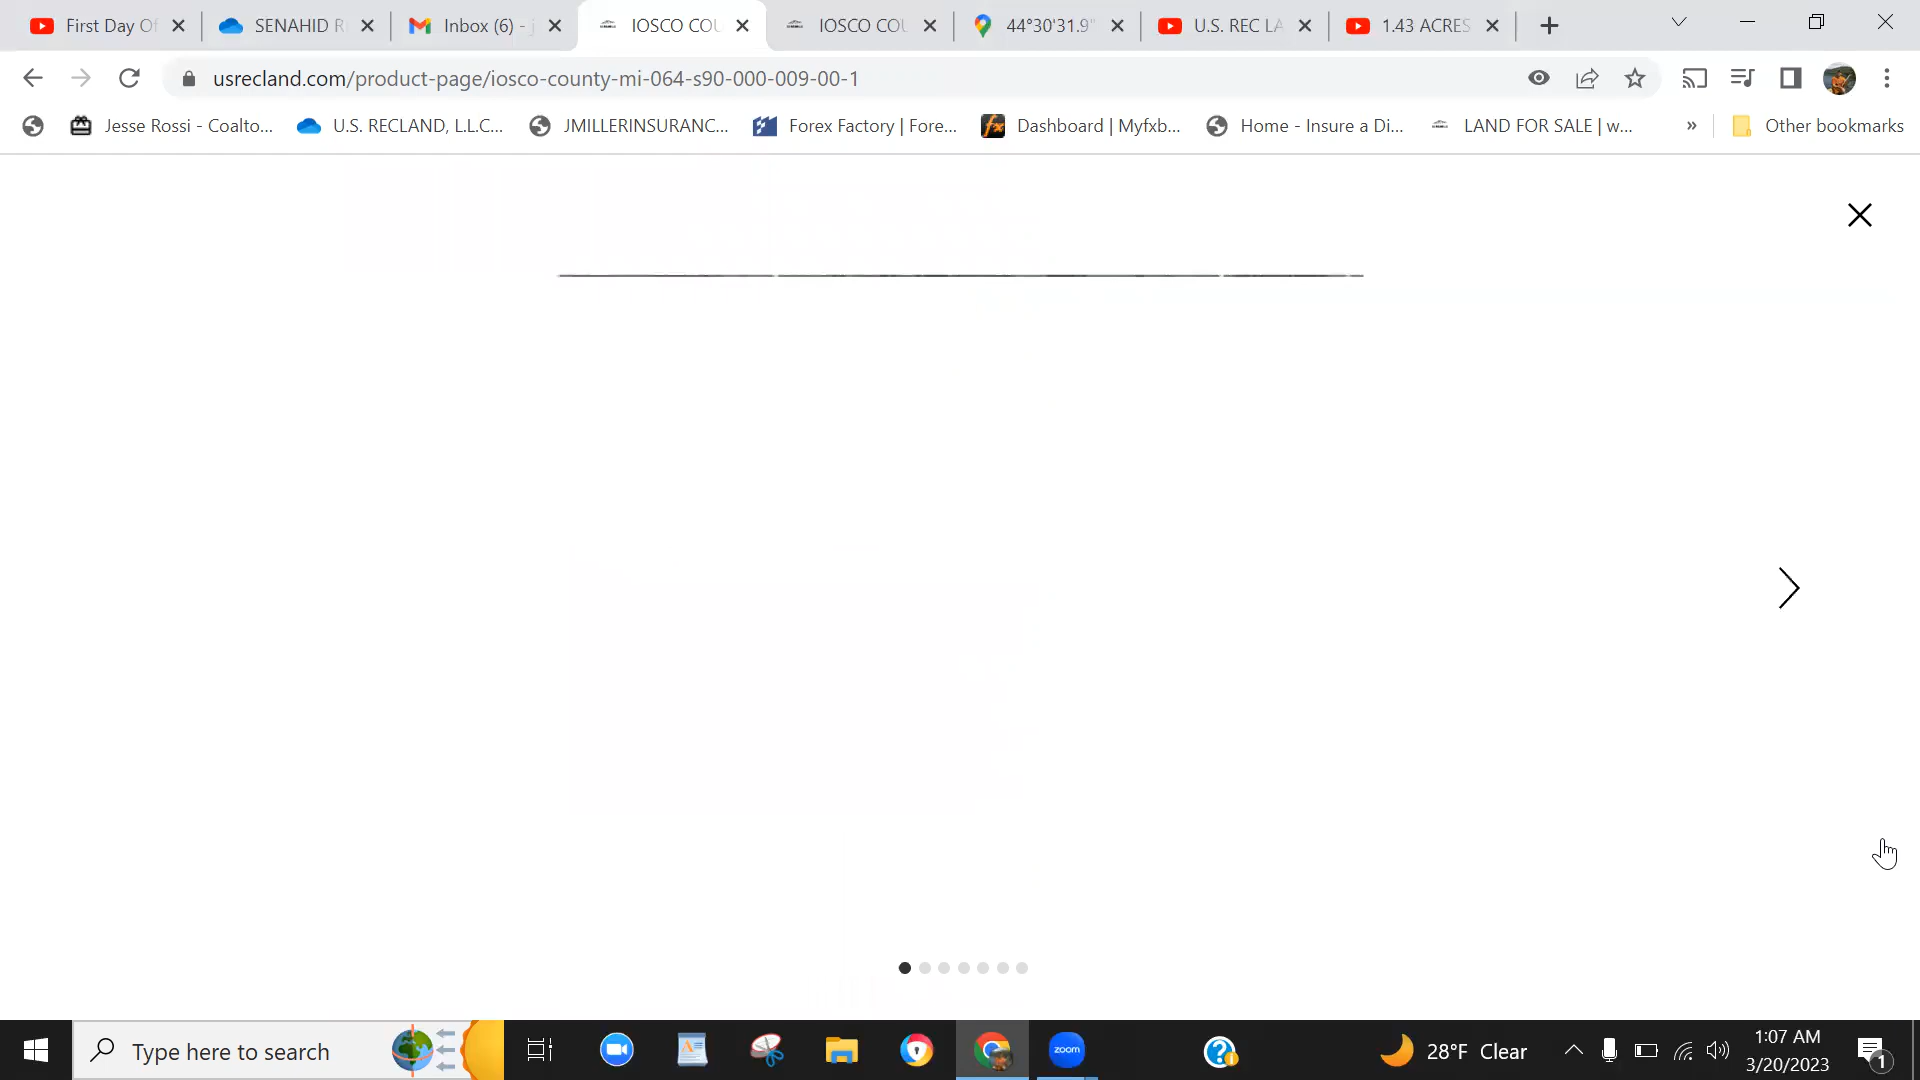 First Day Of
SENAHID R
Inbox (6) - j
IOSCO COU
IOSCO COU
44°30'31.9"
U.S. REC LA
1.43 ACRES
usrecland.com/product-page/iosco-county-mi-064-s90-000-009-00-1
Jesse Rossi - Coalto...
U.S. RECLAND, L.L.C...
JMILLERINSURANC...
Forex Factory | Fore...
Dashboard | Myfxb...
Home - Insure a Di...
LAND FOR SALE | w...
»
Other bookmarks
Type here to search
zoom
28°F Clear
1:07 AM
3/20/2023
1